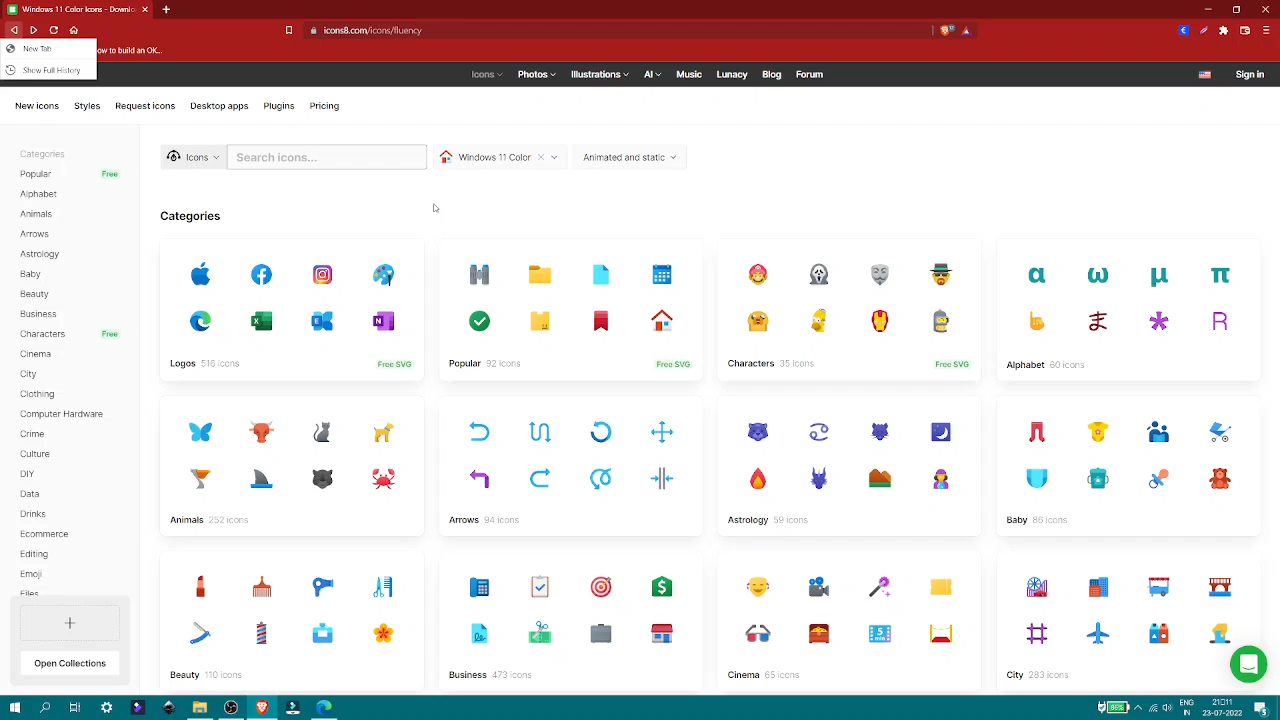 Windows 11 Color Icons - Downlo
icons8.com/icons/fluency
New Tab
ow to build an OK...
Show Full History
Icons
Photos
Illustrations
AI
Music
Lunacy
Blog
Forum
Sign in
New icons
Styles
Request icons
Desktop apps
Plugins
Pricing
Categories
Popular Free
Alphabet
Animals
Arrows
Astrology
Baby
Beauty
Business
Characters Free
Cinema
City
Clothing
Computer Hardware
Crime
Culture
DIY
Data
Drinks
Ecommerce
Editing
Emoji
Files
+
Open Collections
Icons
Search icons...
Windows 11 Color
Animated and static
Categories
Logos 516 icons Free SVG
Popular 92 icons Free SVG
Characters 35 icons Free SVG
α ω μ π
ま * R
Alphabet 60 icons
Animals 252 icons
Arrows 94 icons
Astrology 59 icons
Baby 86 icons
Beauty 110 icons
Business 473 icons
5 min
Cinema 65 icons
City 283 icons
ENG
IN
21:11
23-07-2022